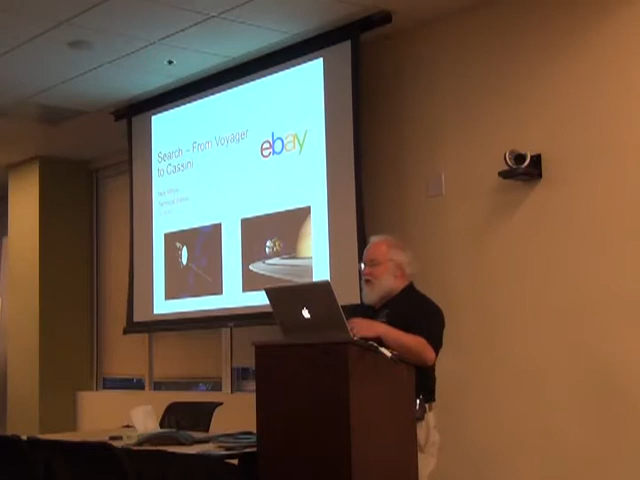 Search – From Voyager
to Cassini
ebay